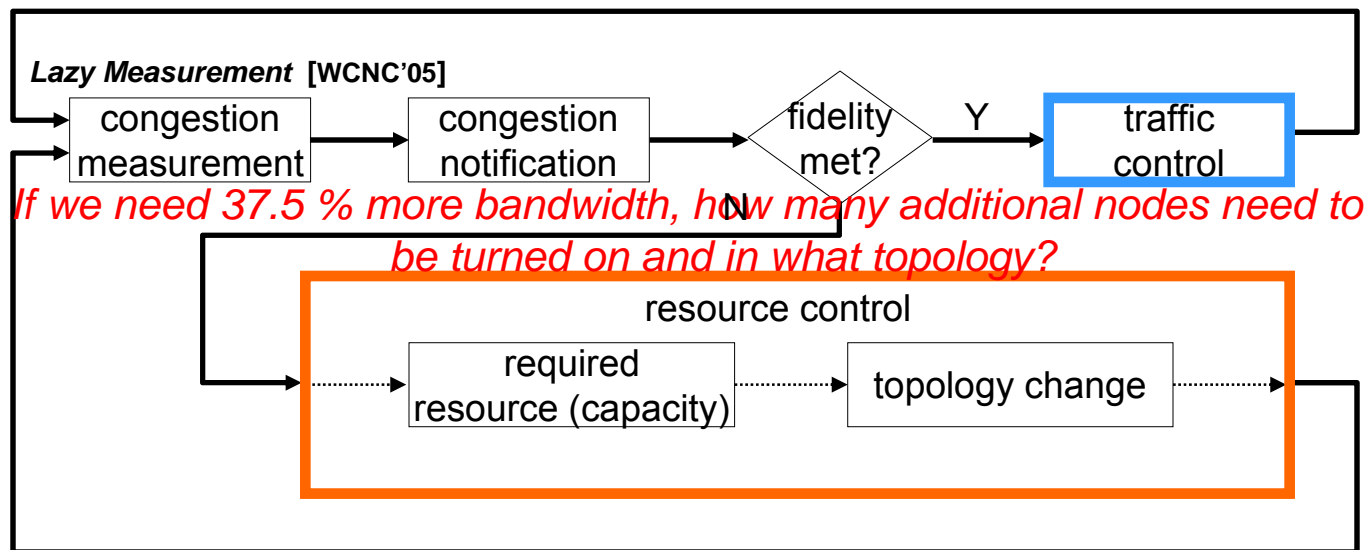 Lazy Measurement [WCNC'05]
congestion
measurement
congestion
notification
fidelity
met?
Y
traffic
control
N
If we need 37.5 % more bandwidth, how many additional nodes need to
be turned on and in what topology?
resource control
required
resource (capacity)
topology change